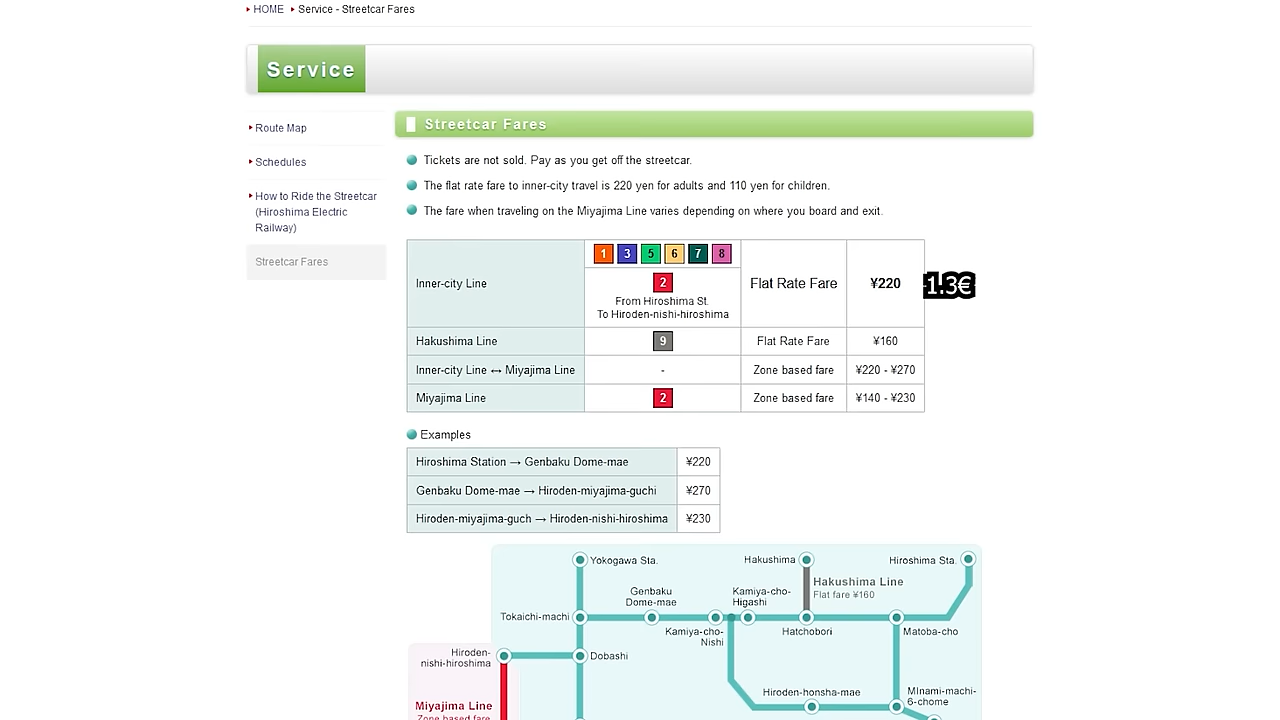 HOME Service - Streetcar Fares
Service
Route Map
Schedules
How to Ride the Streetcar
(Hiroshima Electric
Railway)
Streetcar Fares
Streetcar Fares
Tickets are not sold. Pay as you get off the streetcar.
The flat rate fare to inner-city travel is 220 yen for adults and 110 yen for children.
The fare when traveling on the Miyajima Line varies depending on where you board and exit.
Inner-city Line
1 3 5 6 7 8
2
From Hiroshima St.
To Hiroden-nishi-hiroshima
Flat Rate Fare
¥220
1.3€
Hakushima Line 9 Flat Rate Fare ¥160
Inner-city Line ↔ Miyajima Line - Zone based fare ¥220 - ¥270
Miyajima Line 2 Zone based fare ¥140 - ¥230
Examples
Hiroshima Station → Genbaku Dome-mae ¥220
Genbaku Dome-mae → Hiroden-miyajima-guchi ¥270
Hiroden-miyajima-guch → Hiroden-nishi-hiroshima ¥230
Yokogawa Sta.
Hakushima
Hiroshima Sta.
Hakushima Line
Flat fare ¥160
Genbaku
Dome-mae
Kamiya-cho-
Higashi
Tokaichi-machi
Kamiya-cho-
Nishi
Hatchobori
Matoba-cho
Hiroden-
nishi-hiroshima
Dobashi
Hiroden-honsha-mae
MInami-machi-
6-chome
Miyajima Line
Zone based fare